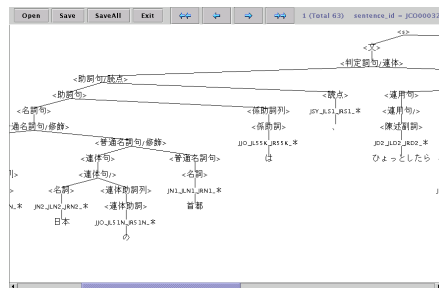 Open Save SaveAll Exit 1 (Total 63) sentence_id = JCO00032
<s>
<文>
<判定詞句/連体>
<助詞句/読点>
<助詞句> <読点> <連用句>
<名詞句> <係助詞列> JSY_JLS1_JRS1_* <連用句/>
通名詞句/修飾> <係助詞> 、 <陳述副詞>
<普通名詞句/修飾> JJO_JL55K_JR55K_* JD2_JLD2_JRD2_*
<連体句> <普通名詞句> は ひょっとしたら
<連体句/> <名詞>
<名詞> <連体助詞列> JN1_JLN1_JRN1_*
JN2_JLN2_JRN2_* <連体助詞> 首都
日本 JJO_JL51N_JR51N_*
の